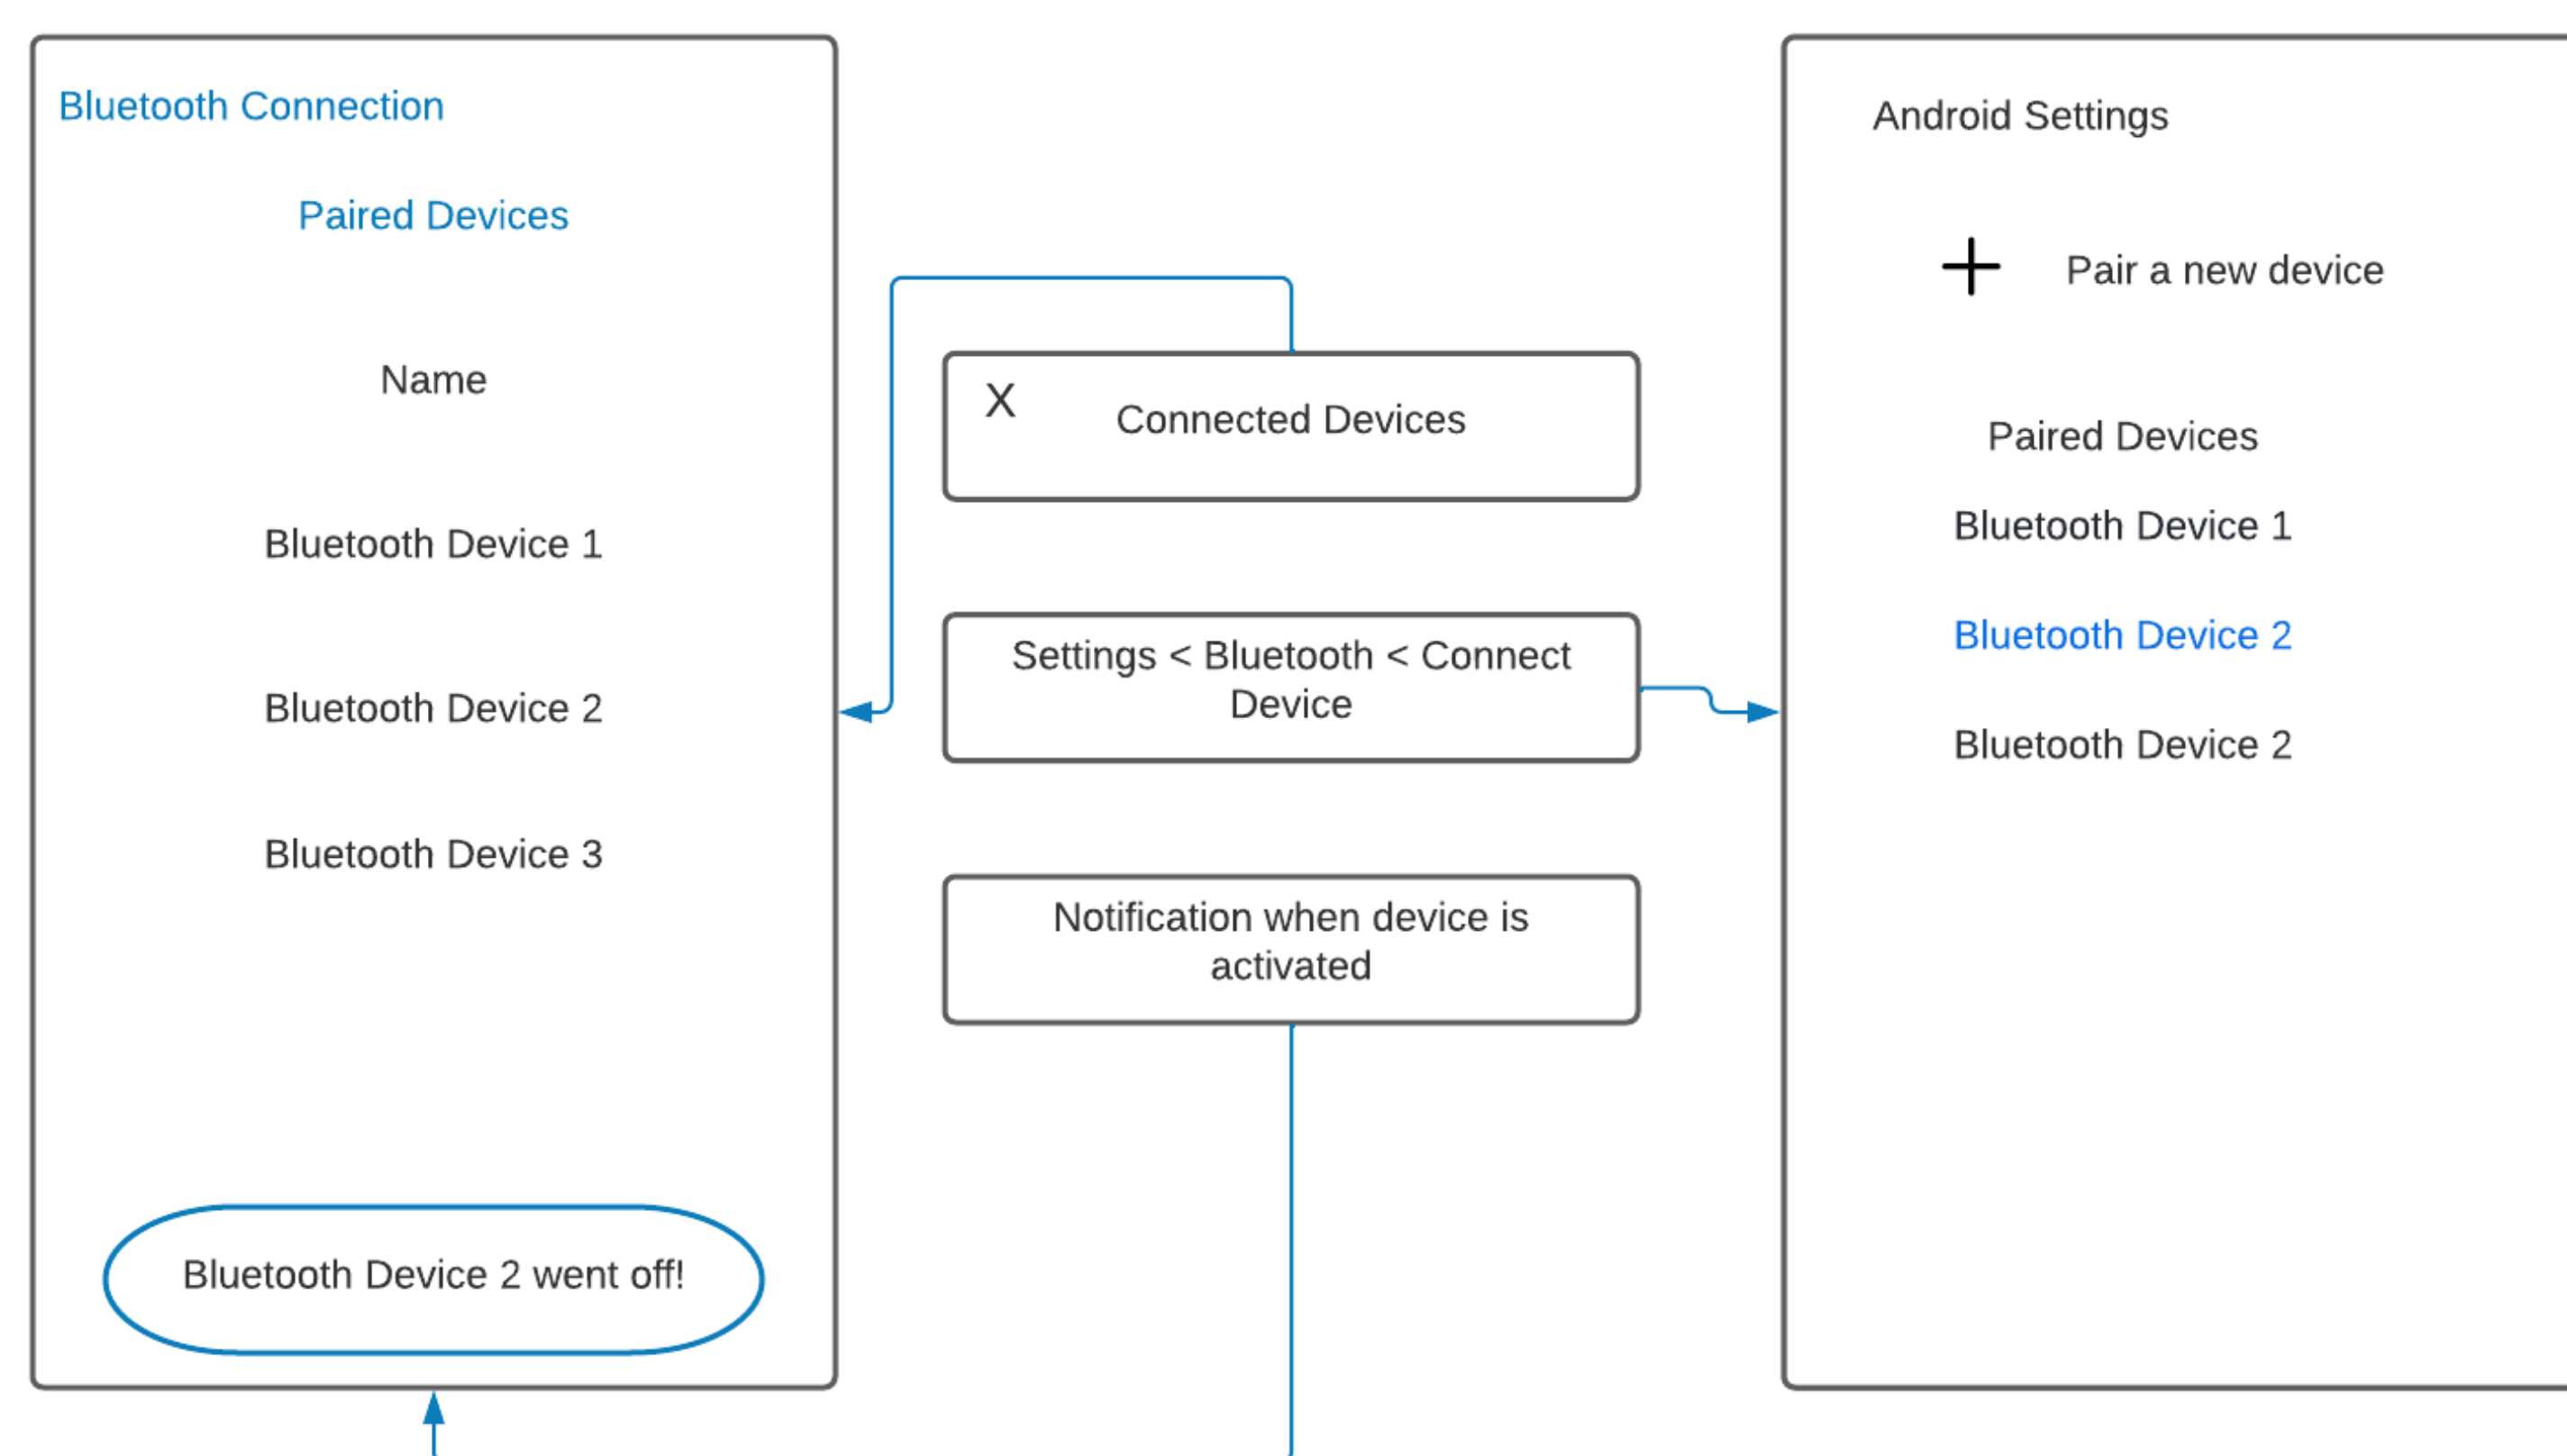 Bluetooth Connection
Paired Devices
Name
Bluetooth Device 1
Bluetooth Device 2
Bluetooth Device 3
Bluetooth Device 2 went off!
X
Connected Devices
Settings < Bluetooth < Connect
Device
Notification when device is
activated
Android Settings
Pair a new device
Paired Devices
Bluetooth Device 1
Bluetooth Device 2
Bluetooth Device 2